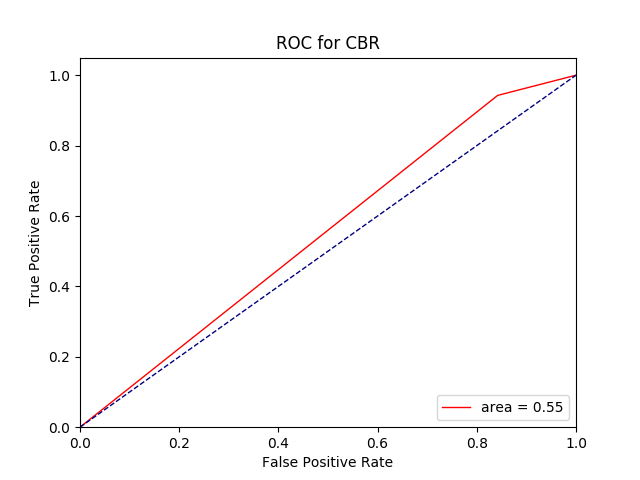 ROC for CBR
True Positive Rate
1.0
0.8
0.6
0.4
0.2
0.0
area = 0.55
0.0 0.2 0.4 0.6 0.8 1.0
False Positive Rate